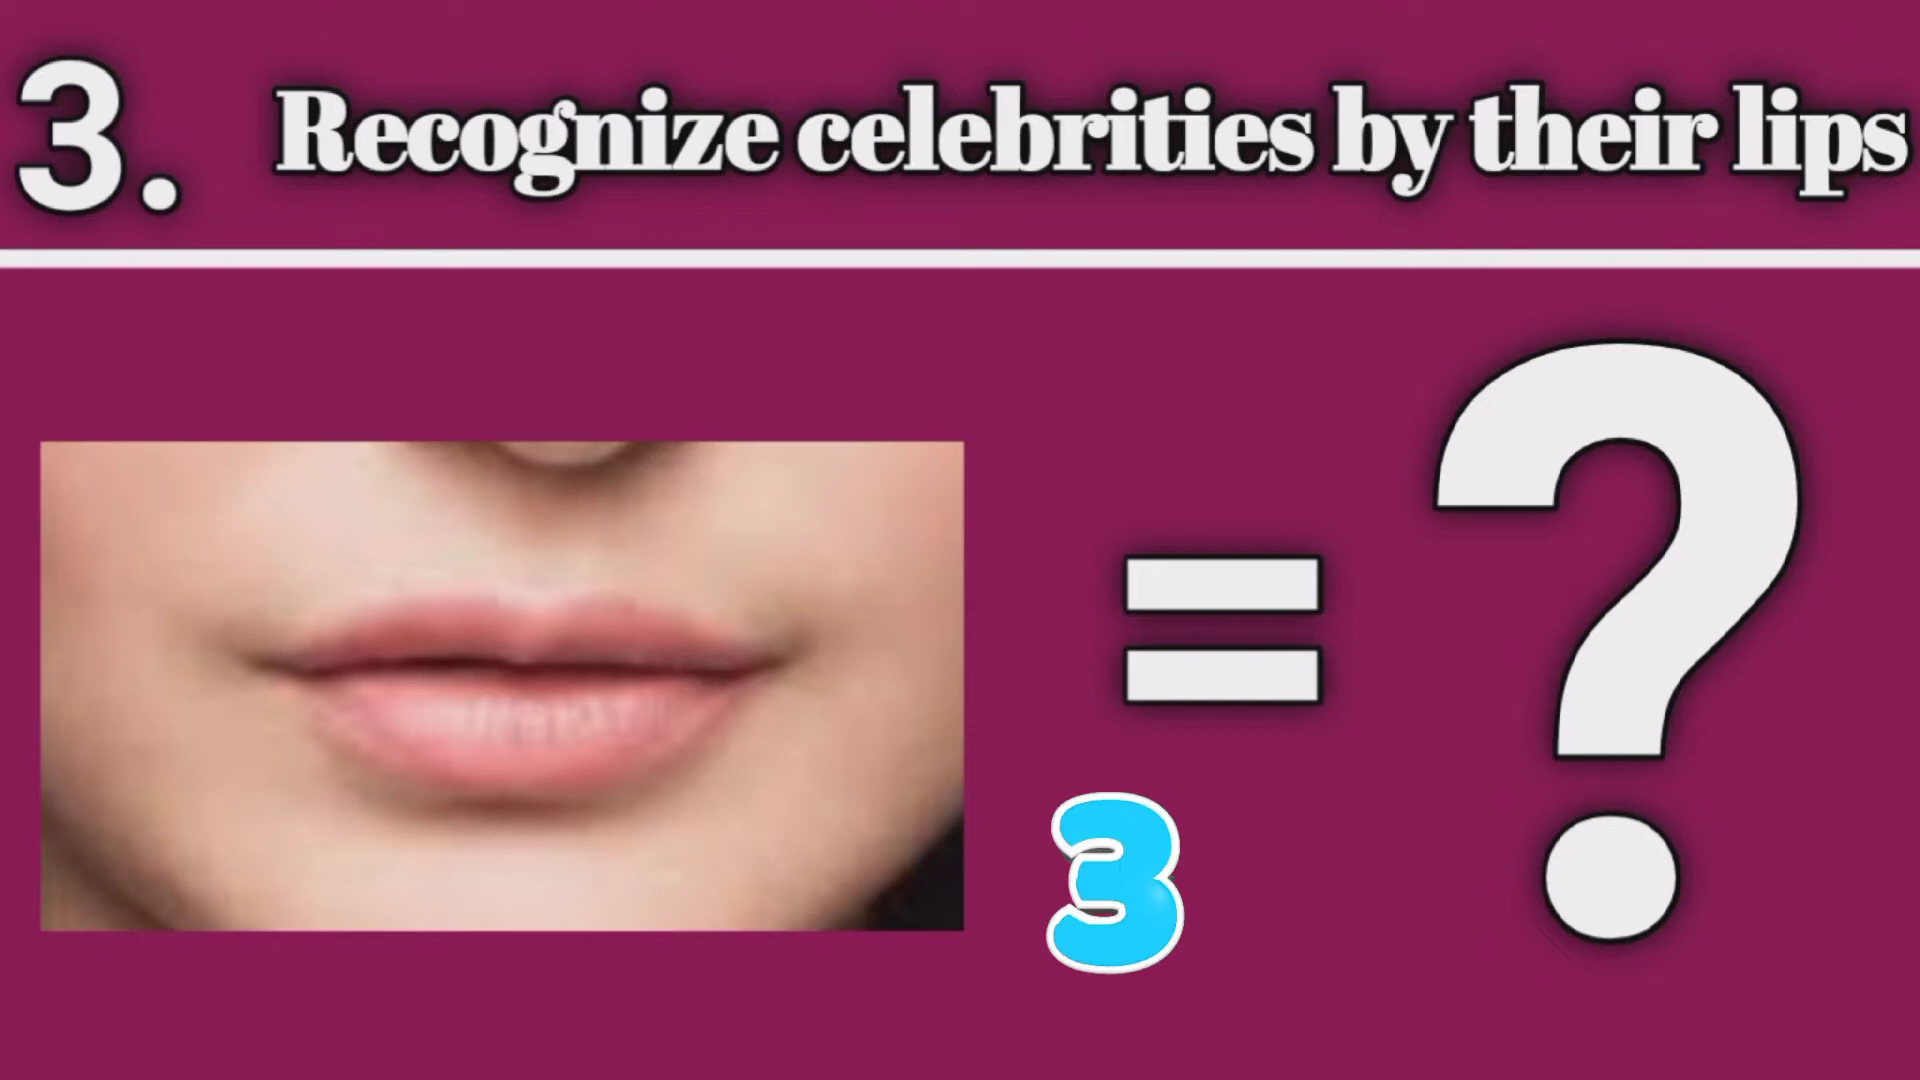 3. Recognize celebrities by their lips
= ?
3